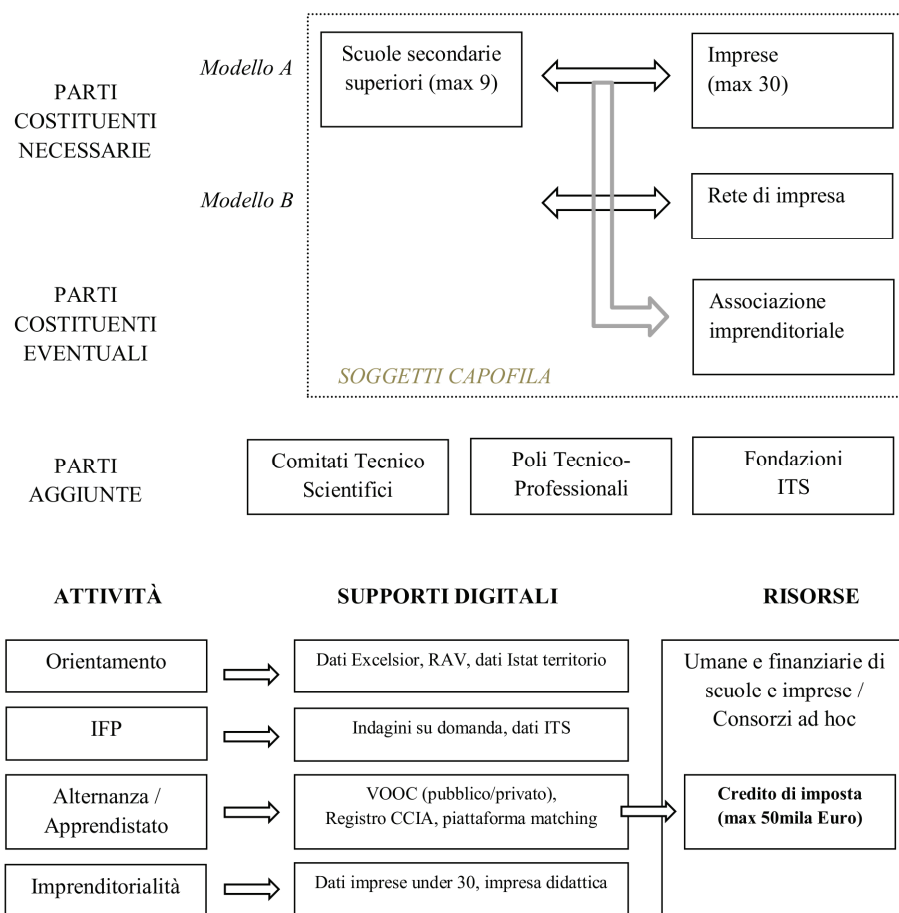 Modello A
Scuole secondarie
superiori (max 9)
Imprese
(max 30)
PARTI
COSTITUENTI
NECESSARIE
Modello B
Rete di impresa
PARTI
COSTITUENTI
EVENTUALI
Associazione
imprenditoriale
SOGGETTI CAPOFILA
PARTI
AGGIUNTE
Comitati Tecnico
Scientifici
Poli Tecnico-
Professionali
Fondazioni
ITS
ATTIVITÀ
SUPPORTI DIGITALI
RISORSE
Orientamento
Dati Excelsior, RAV, dati Istat territorio
Umane e finanziarie di
scuole e imprese /
Consorzi ad hoc
IFP
Indagini su domanda, dati ITS
Alternanza /
Apprendistato
VOOC (pubblico/privato),
Registro CCIA, piattaforma matching
Credito di imposta
(max 50mila Euro)
Imprenditorialità
Dati imprese under 30, impresa didattica